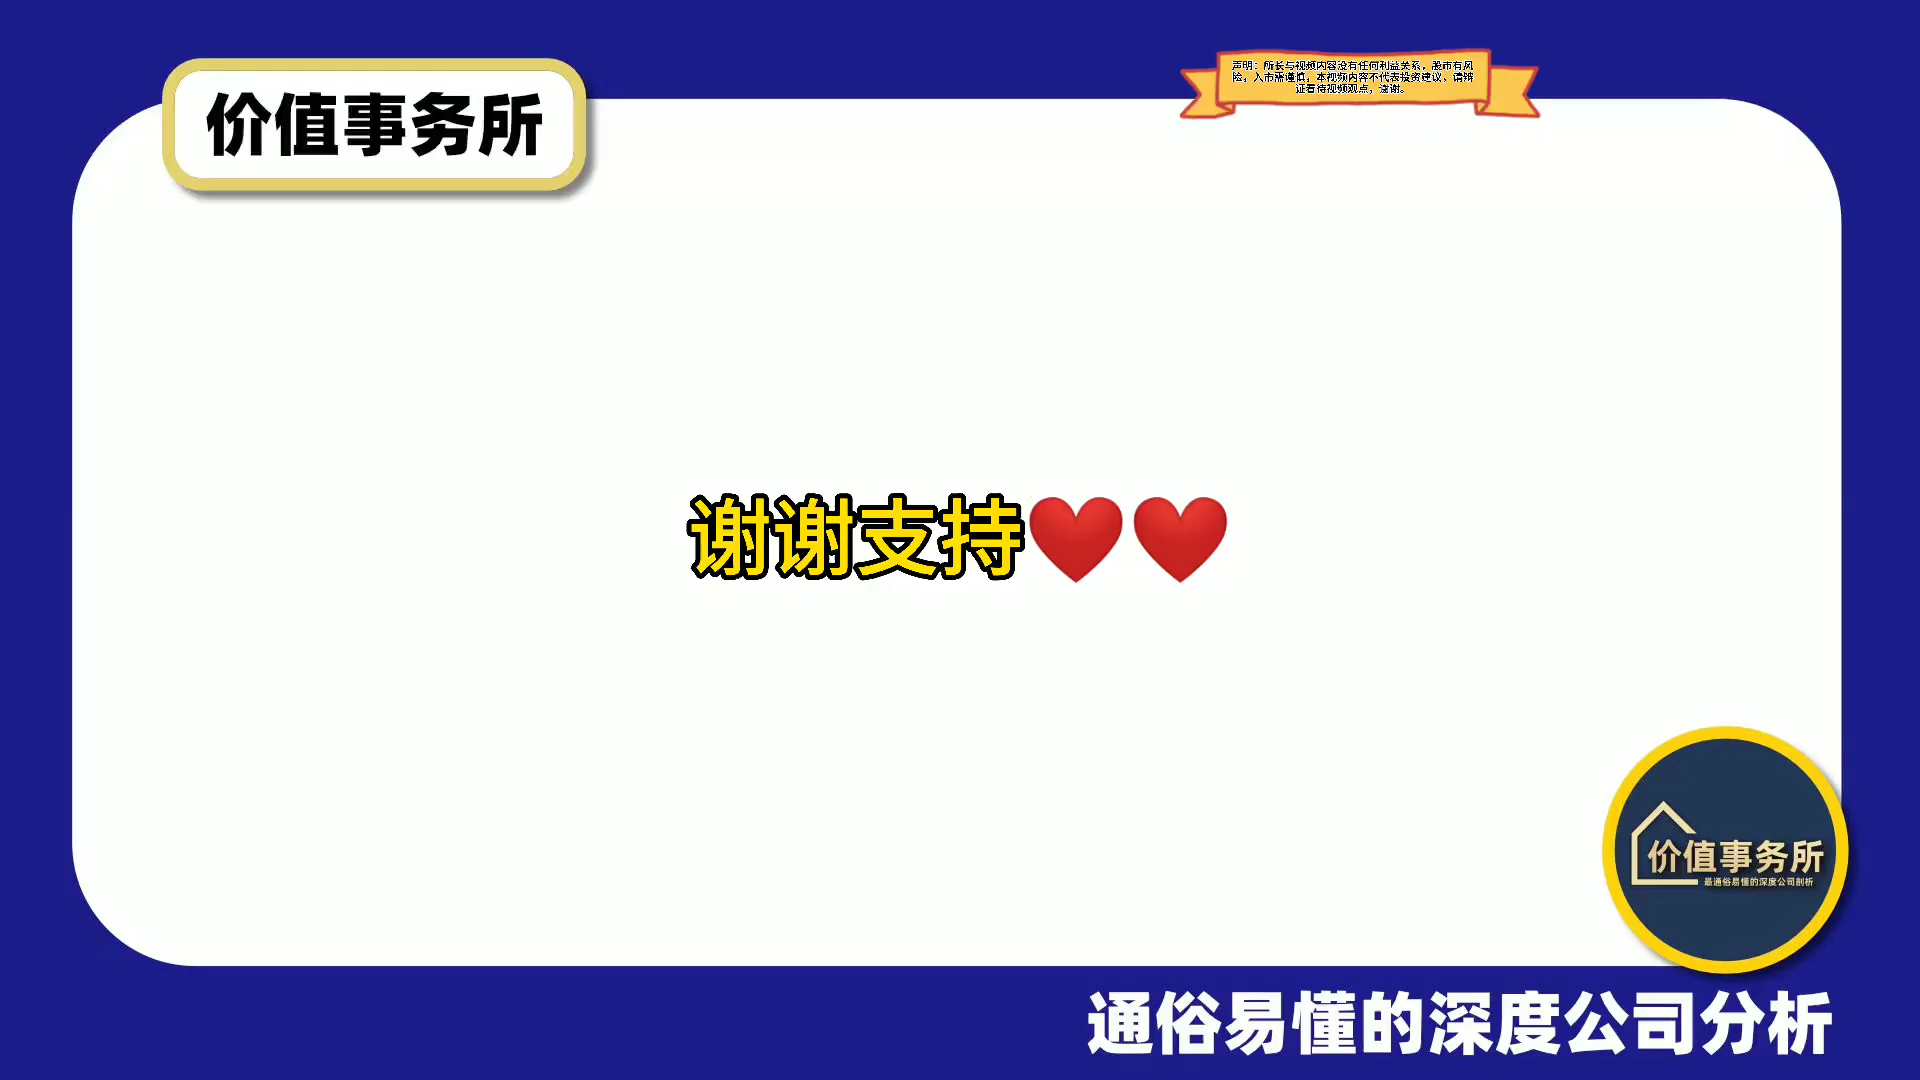 价值事务所
声明：所长与视频内容没有任何利益关系，股市有风
险，入市需谨慎，本视频内容不代表投资建议，请辨
证看待视频观点，谢谢。
谢谢支持❤️❤️
价值事务所
最通俗易懂的深度公司剖析
通俗易懂的深度公司分析